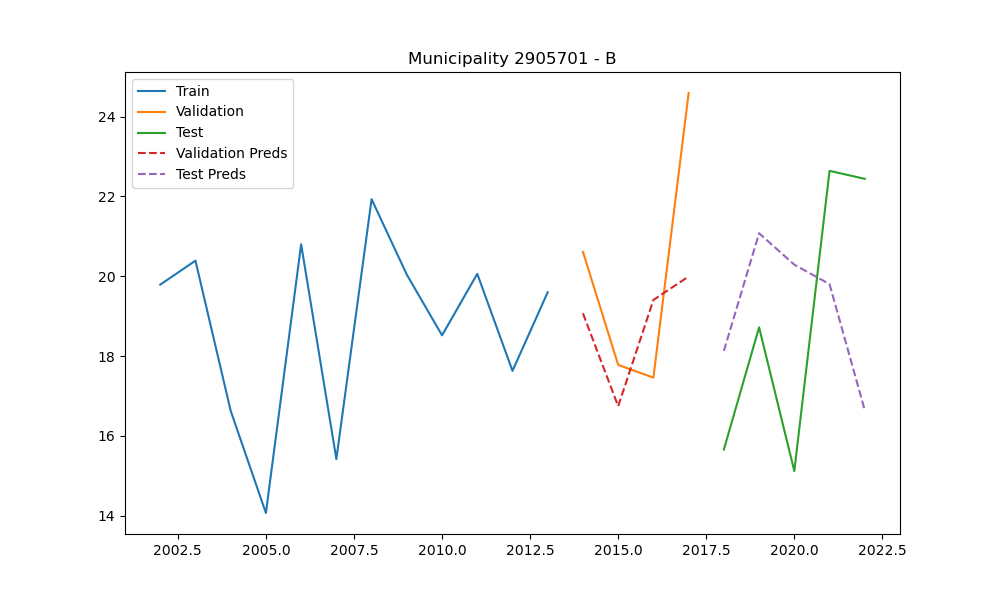 Municipality 2905701 - B
Train
Validation
Test
Validation Preds
Test Preds
24
22
20
18
16
14
2002.5 2005.0 2007.5 2010.0 2012.5 2015.0 2017.5 2020.0 2022.5